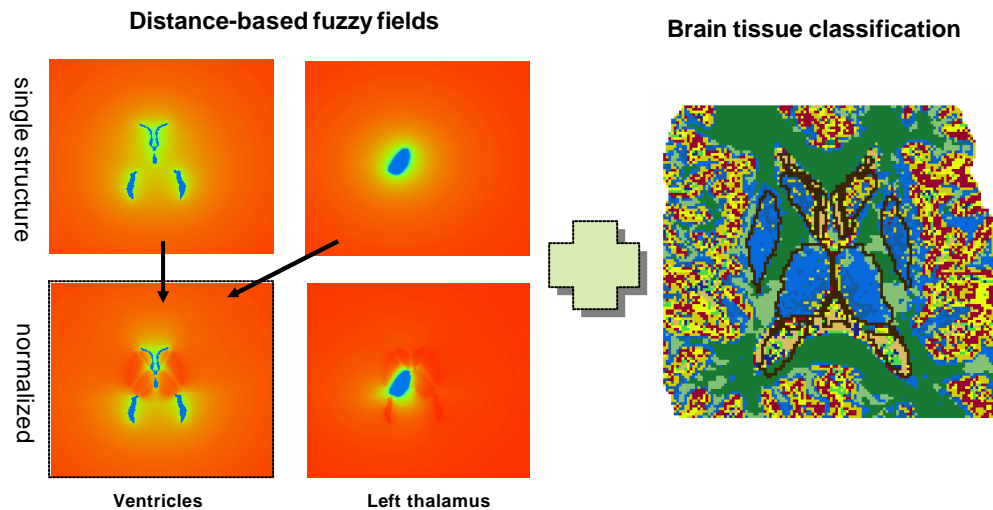 Distance-based fuzzy fields
Brain tissue classification
single structure
normalized
Ventricles
Left thalamus